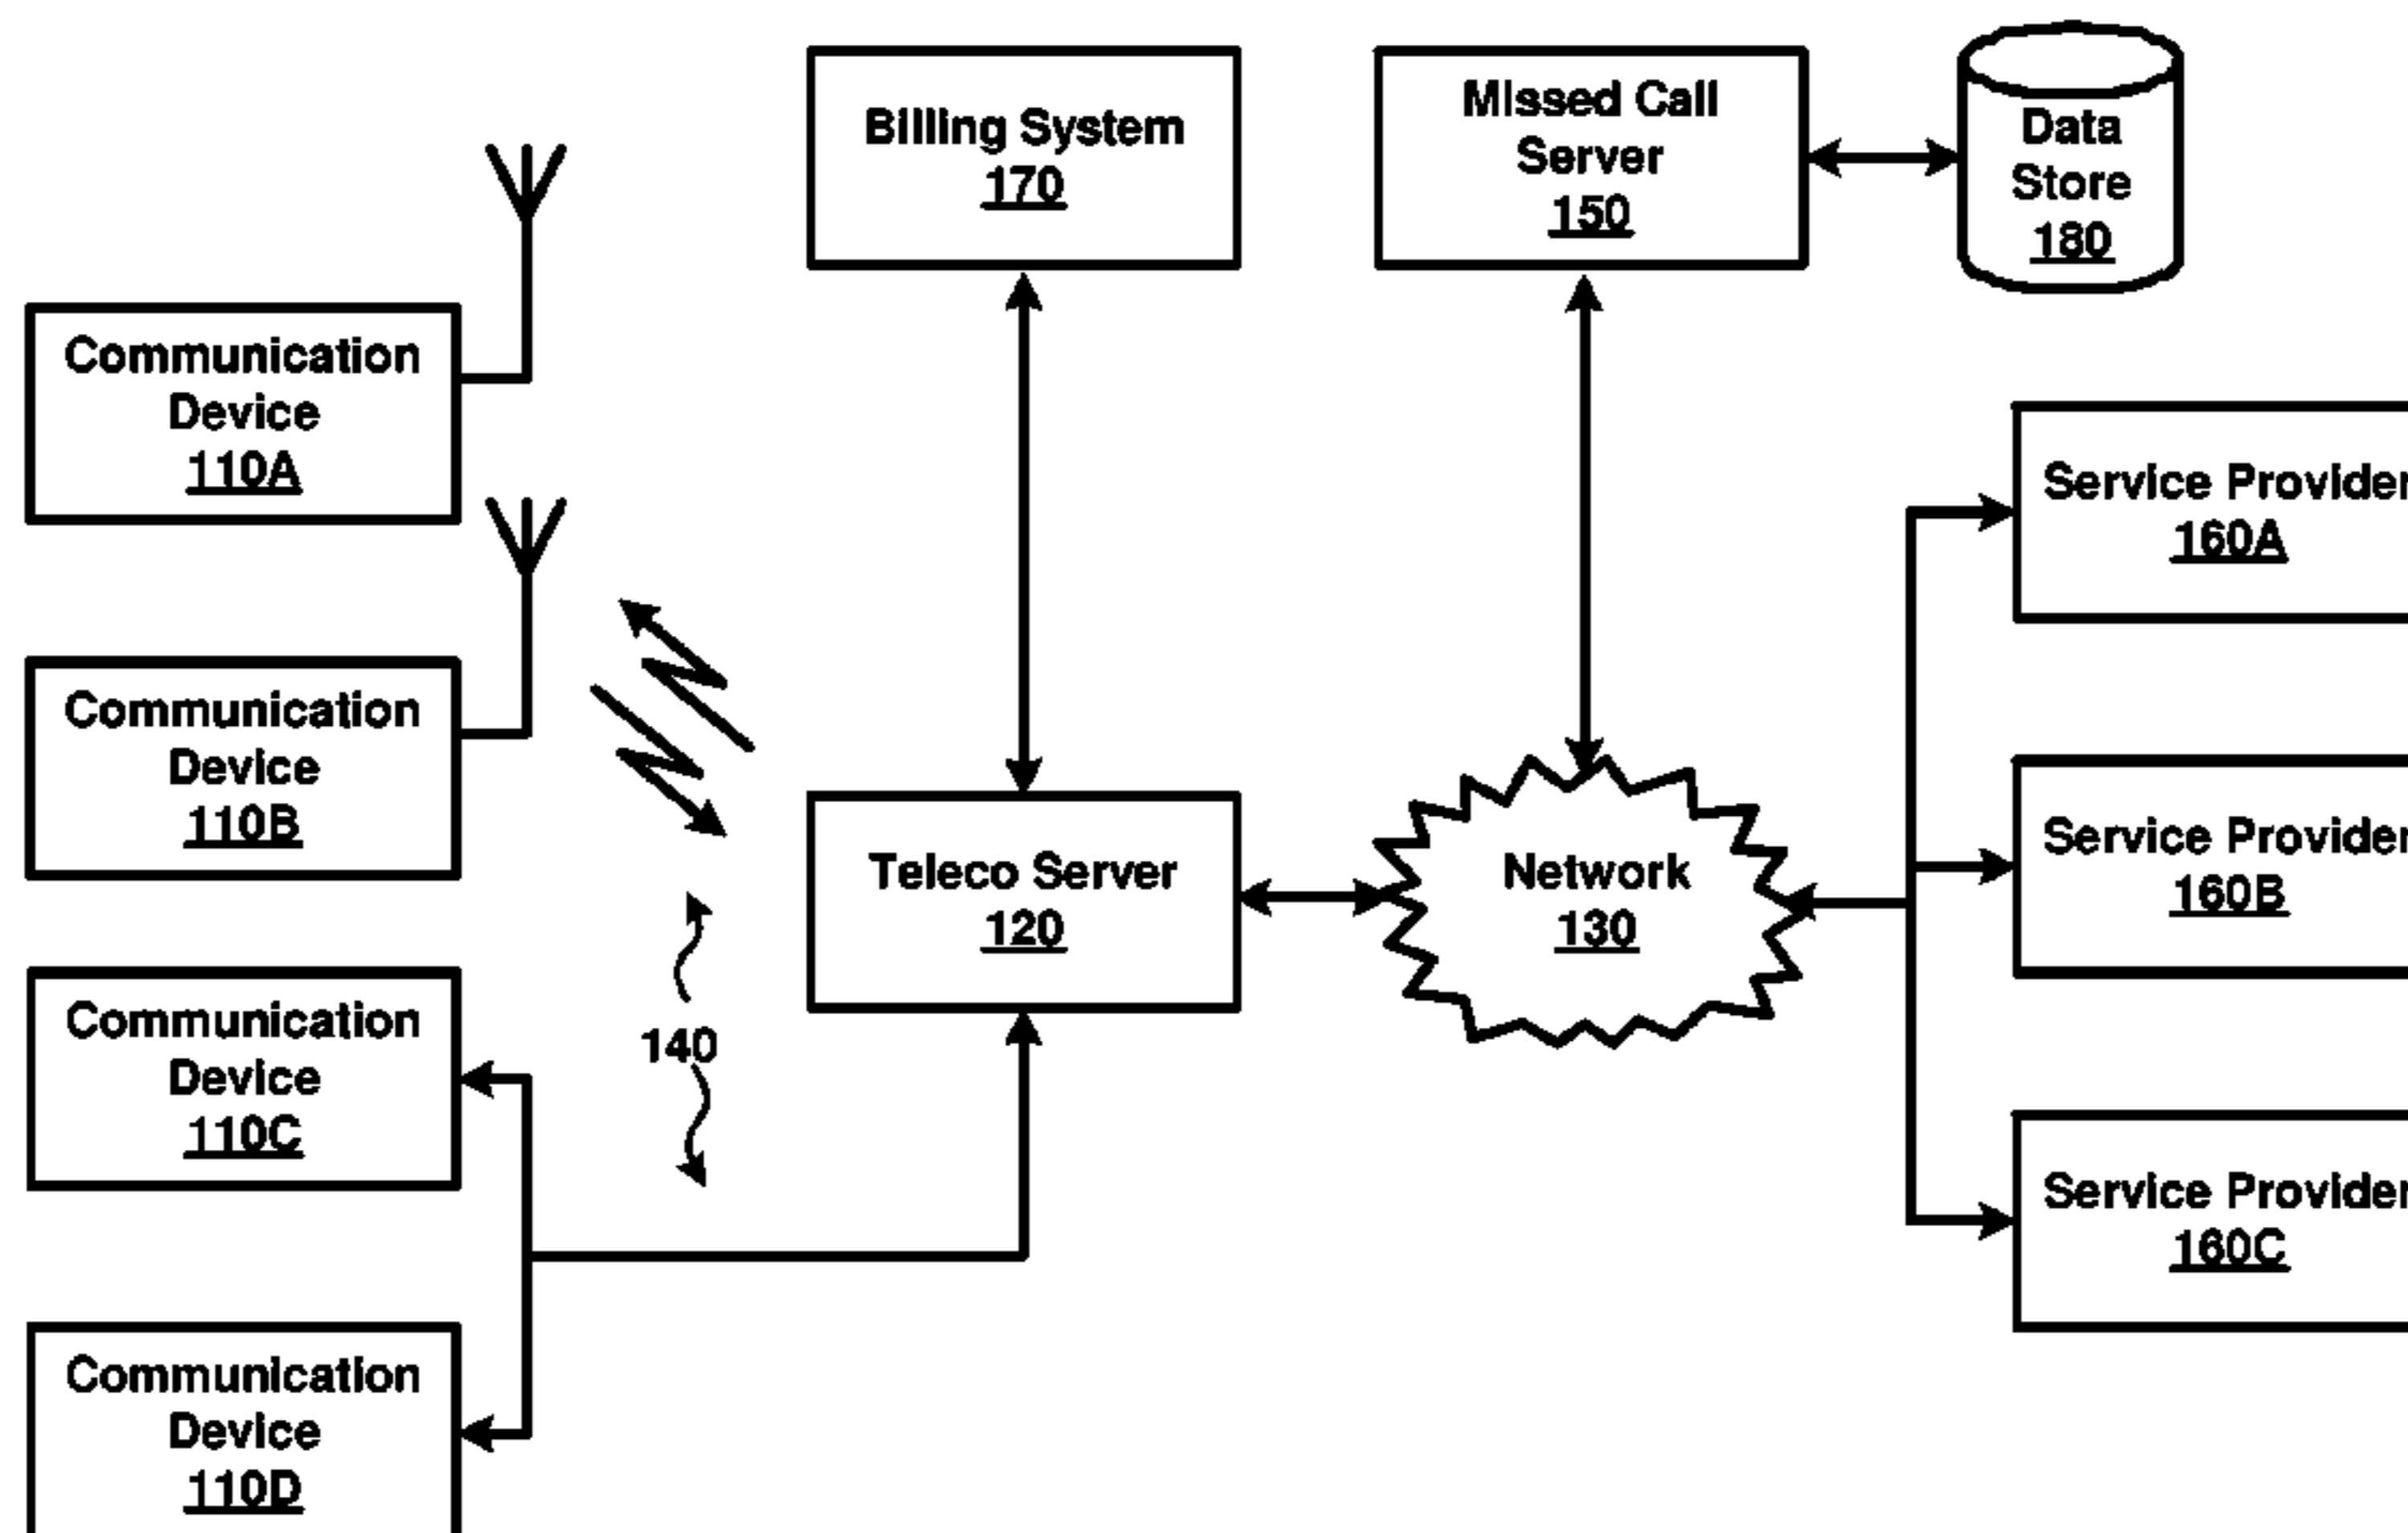 Billing System
170
Missed Call
Server
150
Data
Store
180
Communication
Device
110A
Service Provider
160A
Communication
Device
110B
Service Provider
160B
Teleco Server
120
Network
130
Communication
Device
110C
140
Service Provider
160C
Communication
Device
110D